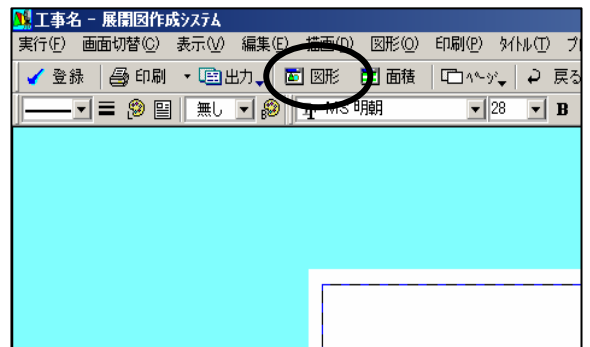 工事名 - 展開図作成システム
実行(F) 画面切替(C) 表示(V) 編集(E) 描画(D) 図形(O) 印刷(P) タイトル(T)
登録 印刷 出力 図形 面積 ページ 戻る
無し MS 明朝 28 B